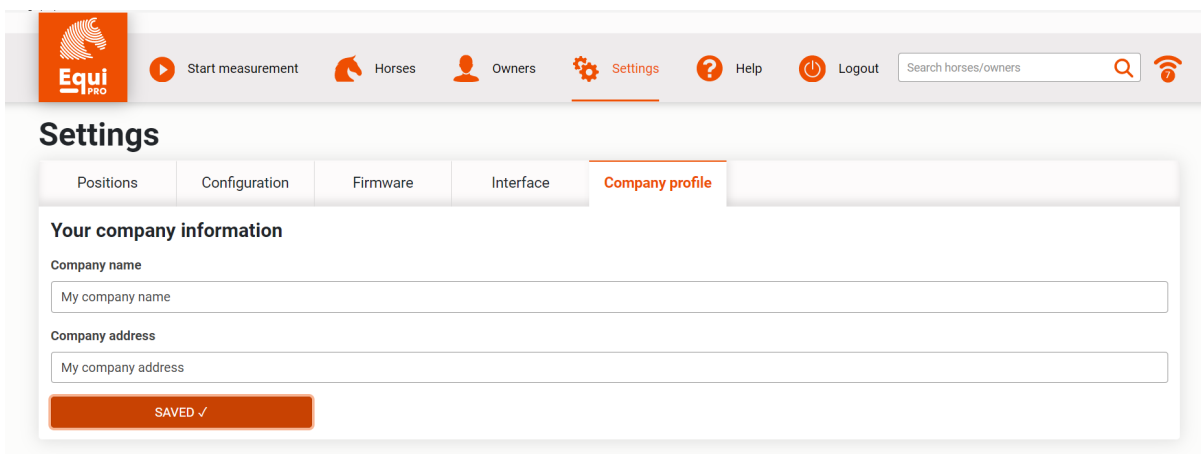 Equi
PRO
Start measurement
Horses
Owners
Settings
Help
Logout
Search horses/owners
7
Settings
Positions
Configuration
Firmware
Interface
Company profile
Your company information
Company name
My company name
Company address
My company address
SAVED ✓